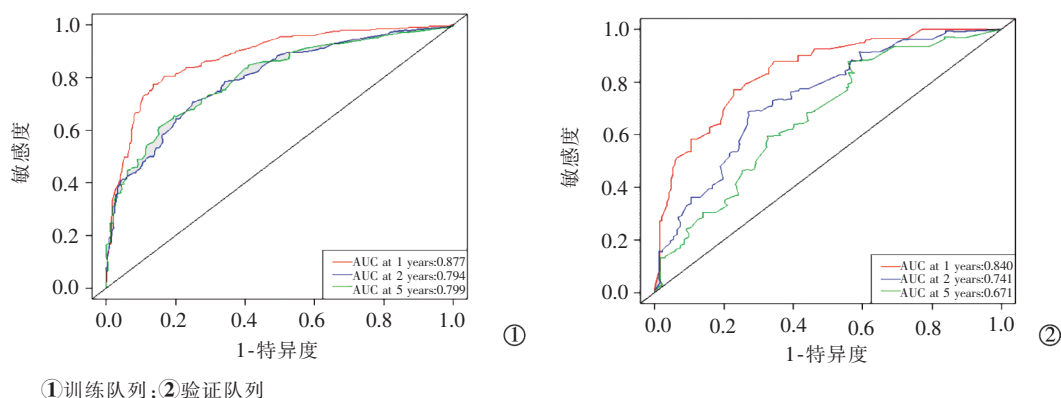 1.0
0.8
0.6
0.4
0.2
0.0
敏感度
0.0 0.2 0.4 0.6 0.8 1.0
1-特异度
AUC at 1 years:0.877
AUC at 2 years:0.794
AUC at 5 years:0.799
①
1.0
0.8
0.6
0.4
0.2
0.0
敏感度
0.0 0.2 0.4 0.6 0.8 1.0
1-特异度
AUC at 1 years:0.840
AUC at 2 years:0.741
AUC at 5 years:0.671
②
①训练队列;②验证队列